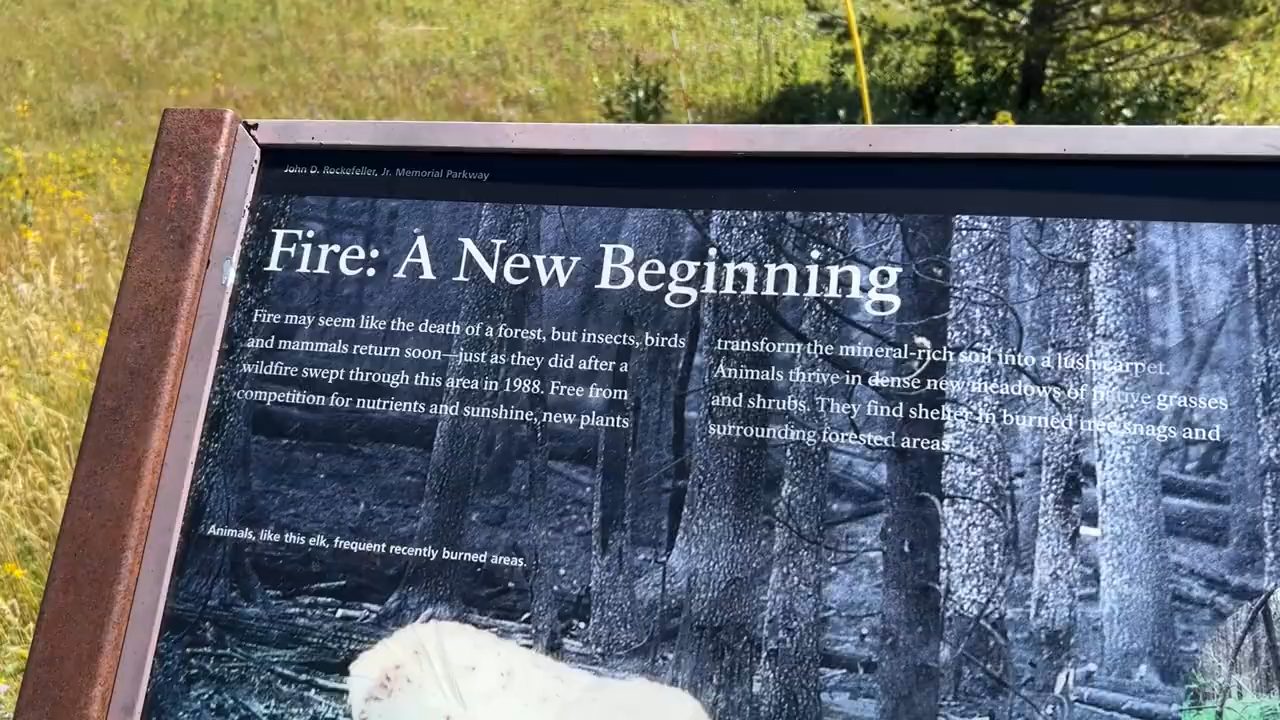 John D. Rockefeller, Jr. Memorial Parkway
Fire: A New Beginning
Fire may seem like the death of a forest, but insects, birds
and mammals return soon—just as they did after a
wildfire swept through this area in 1988. Free from
competition for nutrients and sunshine, new plants
transform the mineral-rich soil into a lush carpet.
Animals thrive in dense new meadows of native grasses
and shrubs. They find shelter in burned tree snags and
surrounding forested areas.
Animals, like this elk, frequent recently burned areas.